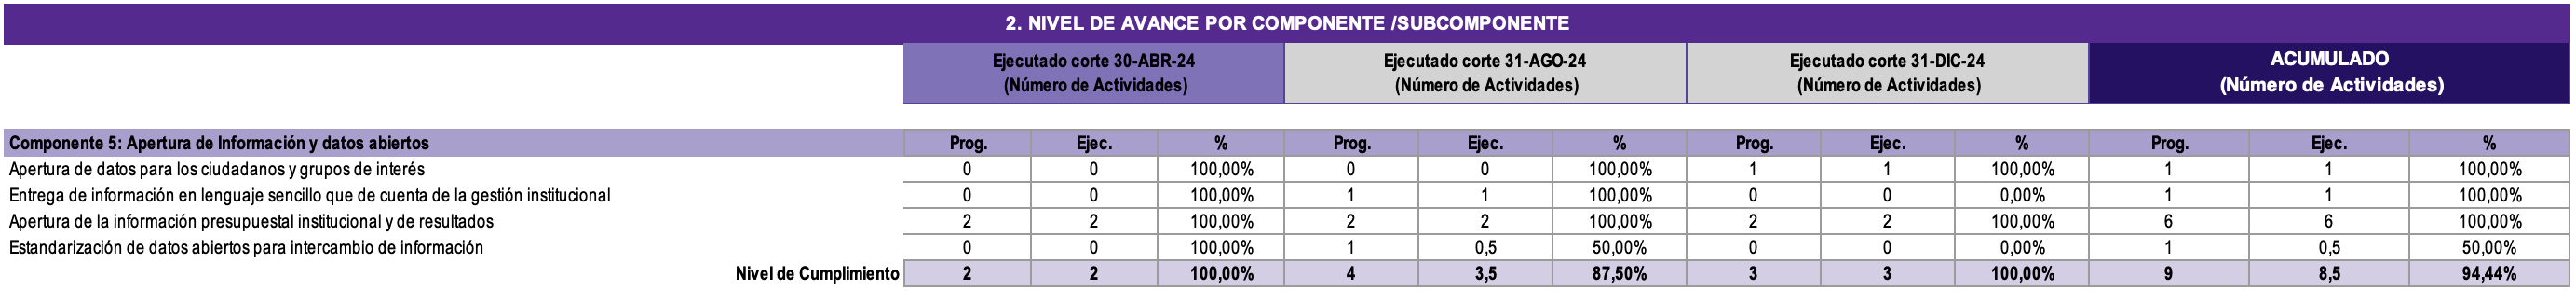 2. NIVEL DE AVANCE POR COMPONENTE /SUBCOMPONENTE
Ejecutado corte 30-ABR-24 Ejecutado corte 31-AGO-24 Ejecutado corte 31-DIC-24 ACUMULADO
(Número de Actividades) (Número de Actividades) (Número de Actividades) (Número de Actividades)
Componente 5: Apertura de Información y datos abiertos Prog. Ejec. % Prog. Ejec. % Prog. Ejec. % Prog. Ejec. %
Apertura de datos para los ciudadanos y grupos de interés 0 0 100,00% 0 0 100,00% 1 1 100,00% 1 1 100,00%
Entrega de información en lenguaje sencillo que de cuenta de la gestión institucional 0 0 100,00% 1 1 100,00% 0 0 0,00% 1 1 100,00%
Apertura de la información presupuestal institucional y de resultados 2 2 100,00% 2 2 100,00% 2 2 100,00% 6 6 100,00%
Estandarización de datos abiertos para intercambio de información 0 0 100,00% 1 0,5 50,00% 0 0 0,00% 1 0,5 50,00%
Nivel de Cumplimiento 2 2 100,00% 4 3,5 87,50% 3 3 100,00% 9 8,5 94,44%